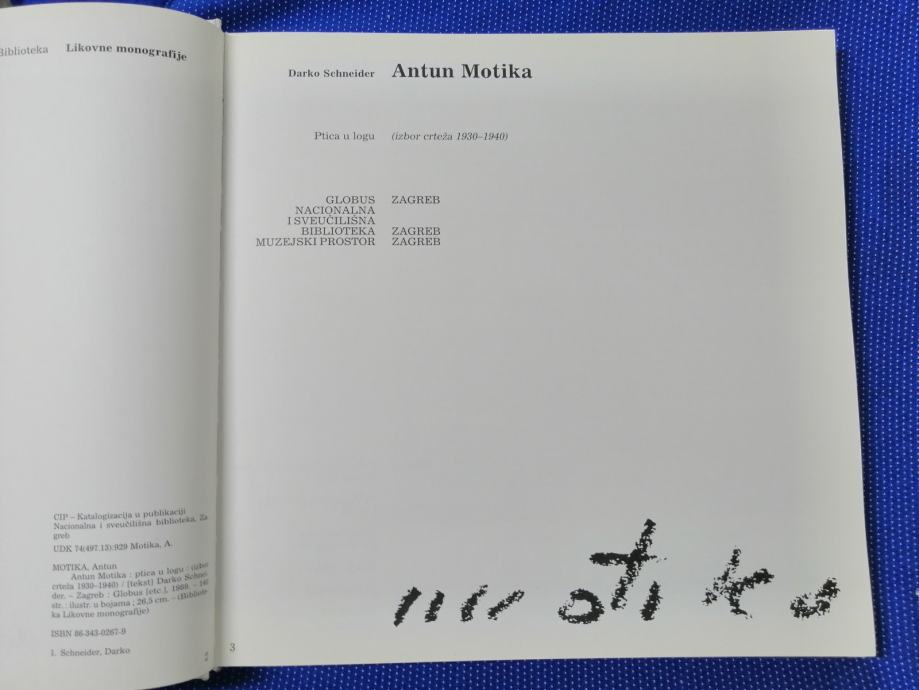 Biblioteka Likovne monografije
CIP – Katalogizacija u publikaciji
Nacionalna i sveučilišna biblioteka, Za
greb
UDK 74(497.13):929 Motika, A.
MOTIKA, Antun
Antun Motika : ptica u logu : (izbor
crteža 1930–1940) / [tekst] Darko Schnei-
der. – Zagreb : Globus [etc.], 1989. – 140
str. : ilustr. u bojama ; 26,5 cm. – (Bibliote-
ka Likovne monografije)
ISBN 86-343-0267-9
1. Schneider, Darko
2
Darko Schneider Antun Motika
Ptica u logu (izbor crteža 1930–1940)
GLOBUS ZAGREB
NACIONALNA
I SVEUČILIŠNA
BIBLIOTEKA ZAGREB
MUZEJSKI PROSTOR ZAGREB
motika
3